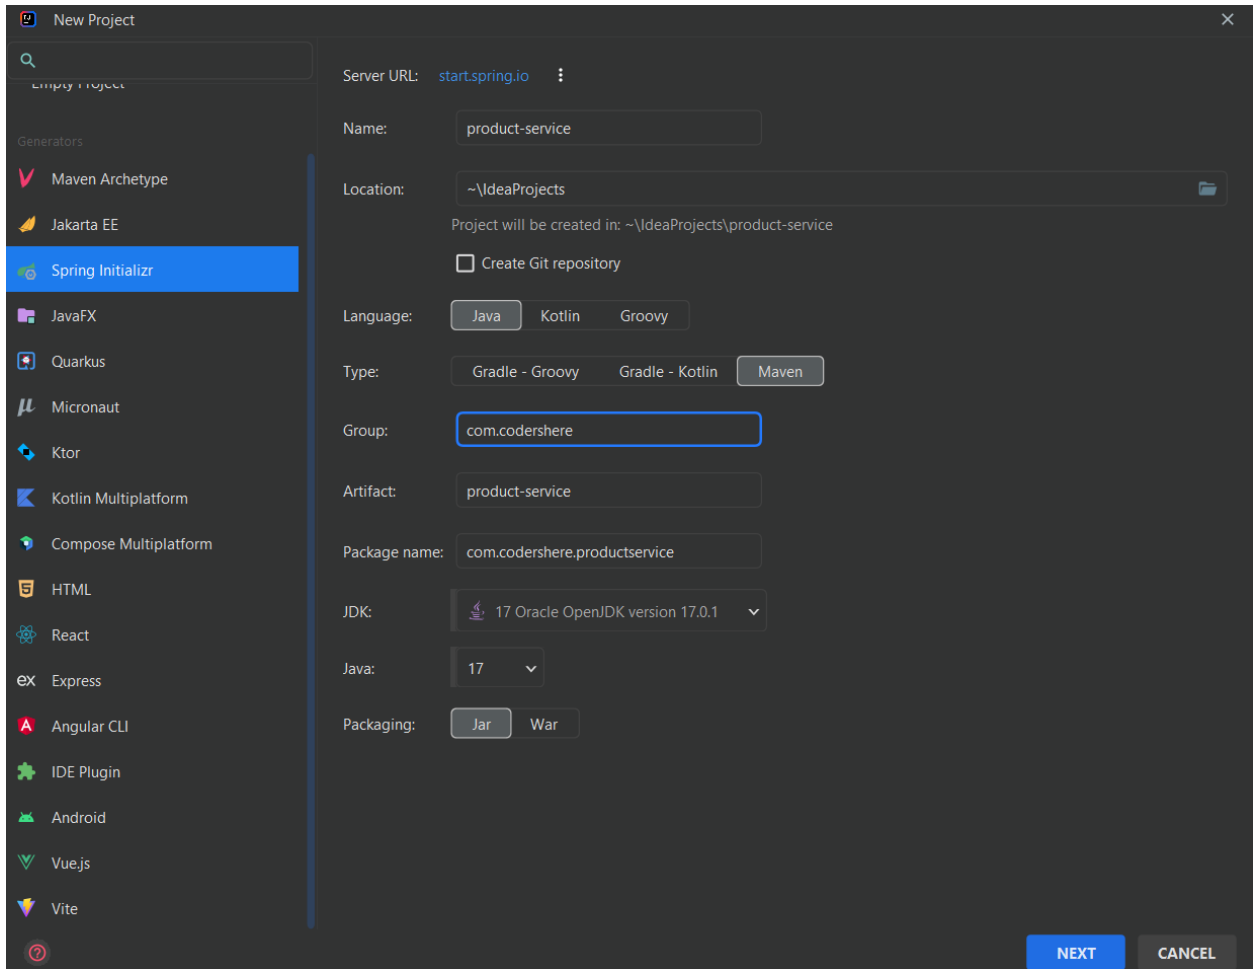 New Project
Empty Project
Generators
Maven Archetype
Jakarta EE
Spring Initializr
JavaFX
Quarkus
Micronaut
Ktor
Kotlin Multiplatform
Compose Multiplatform
HTML
React
ex Express
Angular CLI
IDE Plugin
Android
Vue.js
Vite
Server URL: start.spring.io
Name: product-service
Location: ~\IdeaProjects
Project will be created in: ~\IdeaProjects\product-service
Create Git repository
Language: Java Kotlin Groovy
Type: Gradle - Groovy Gradle - Kotlin Maven
Group: com.codershere
Artifact: product-service
Package name: com.codershere.productservice
JDK: 17 Oracle OpenJDK version 17.0.1
Java: 17
Packaging: Jar War
NEXT CANCEL